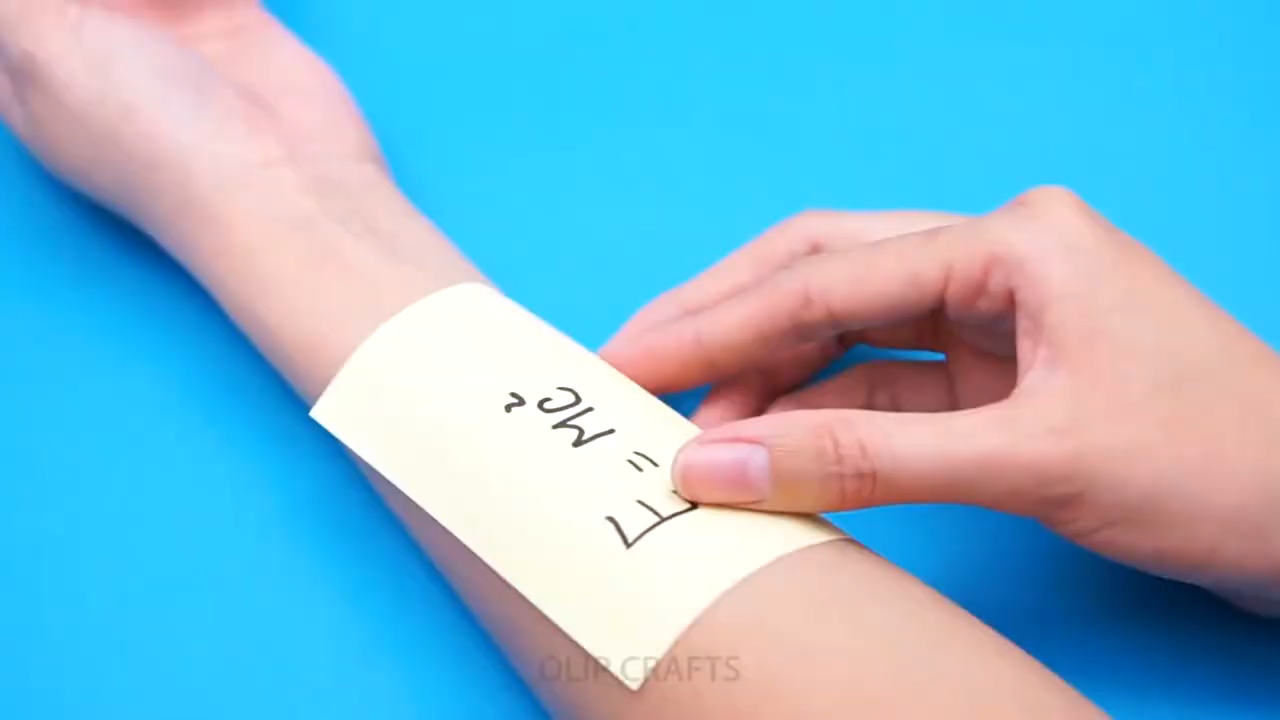 E = MC²
OLIP CRAFTS